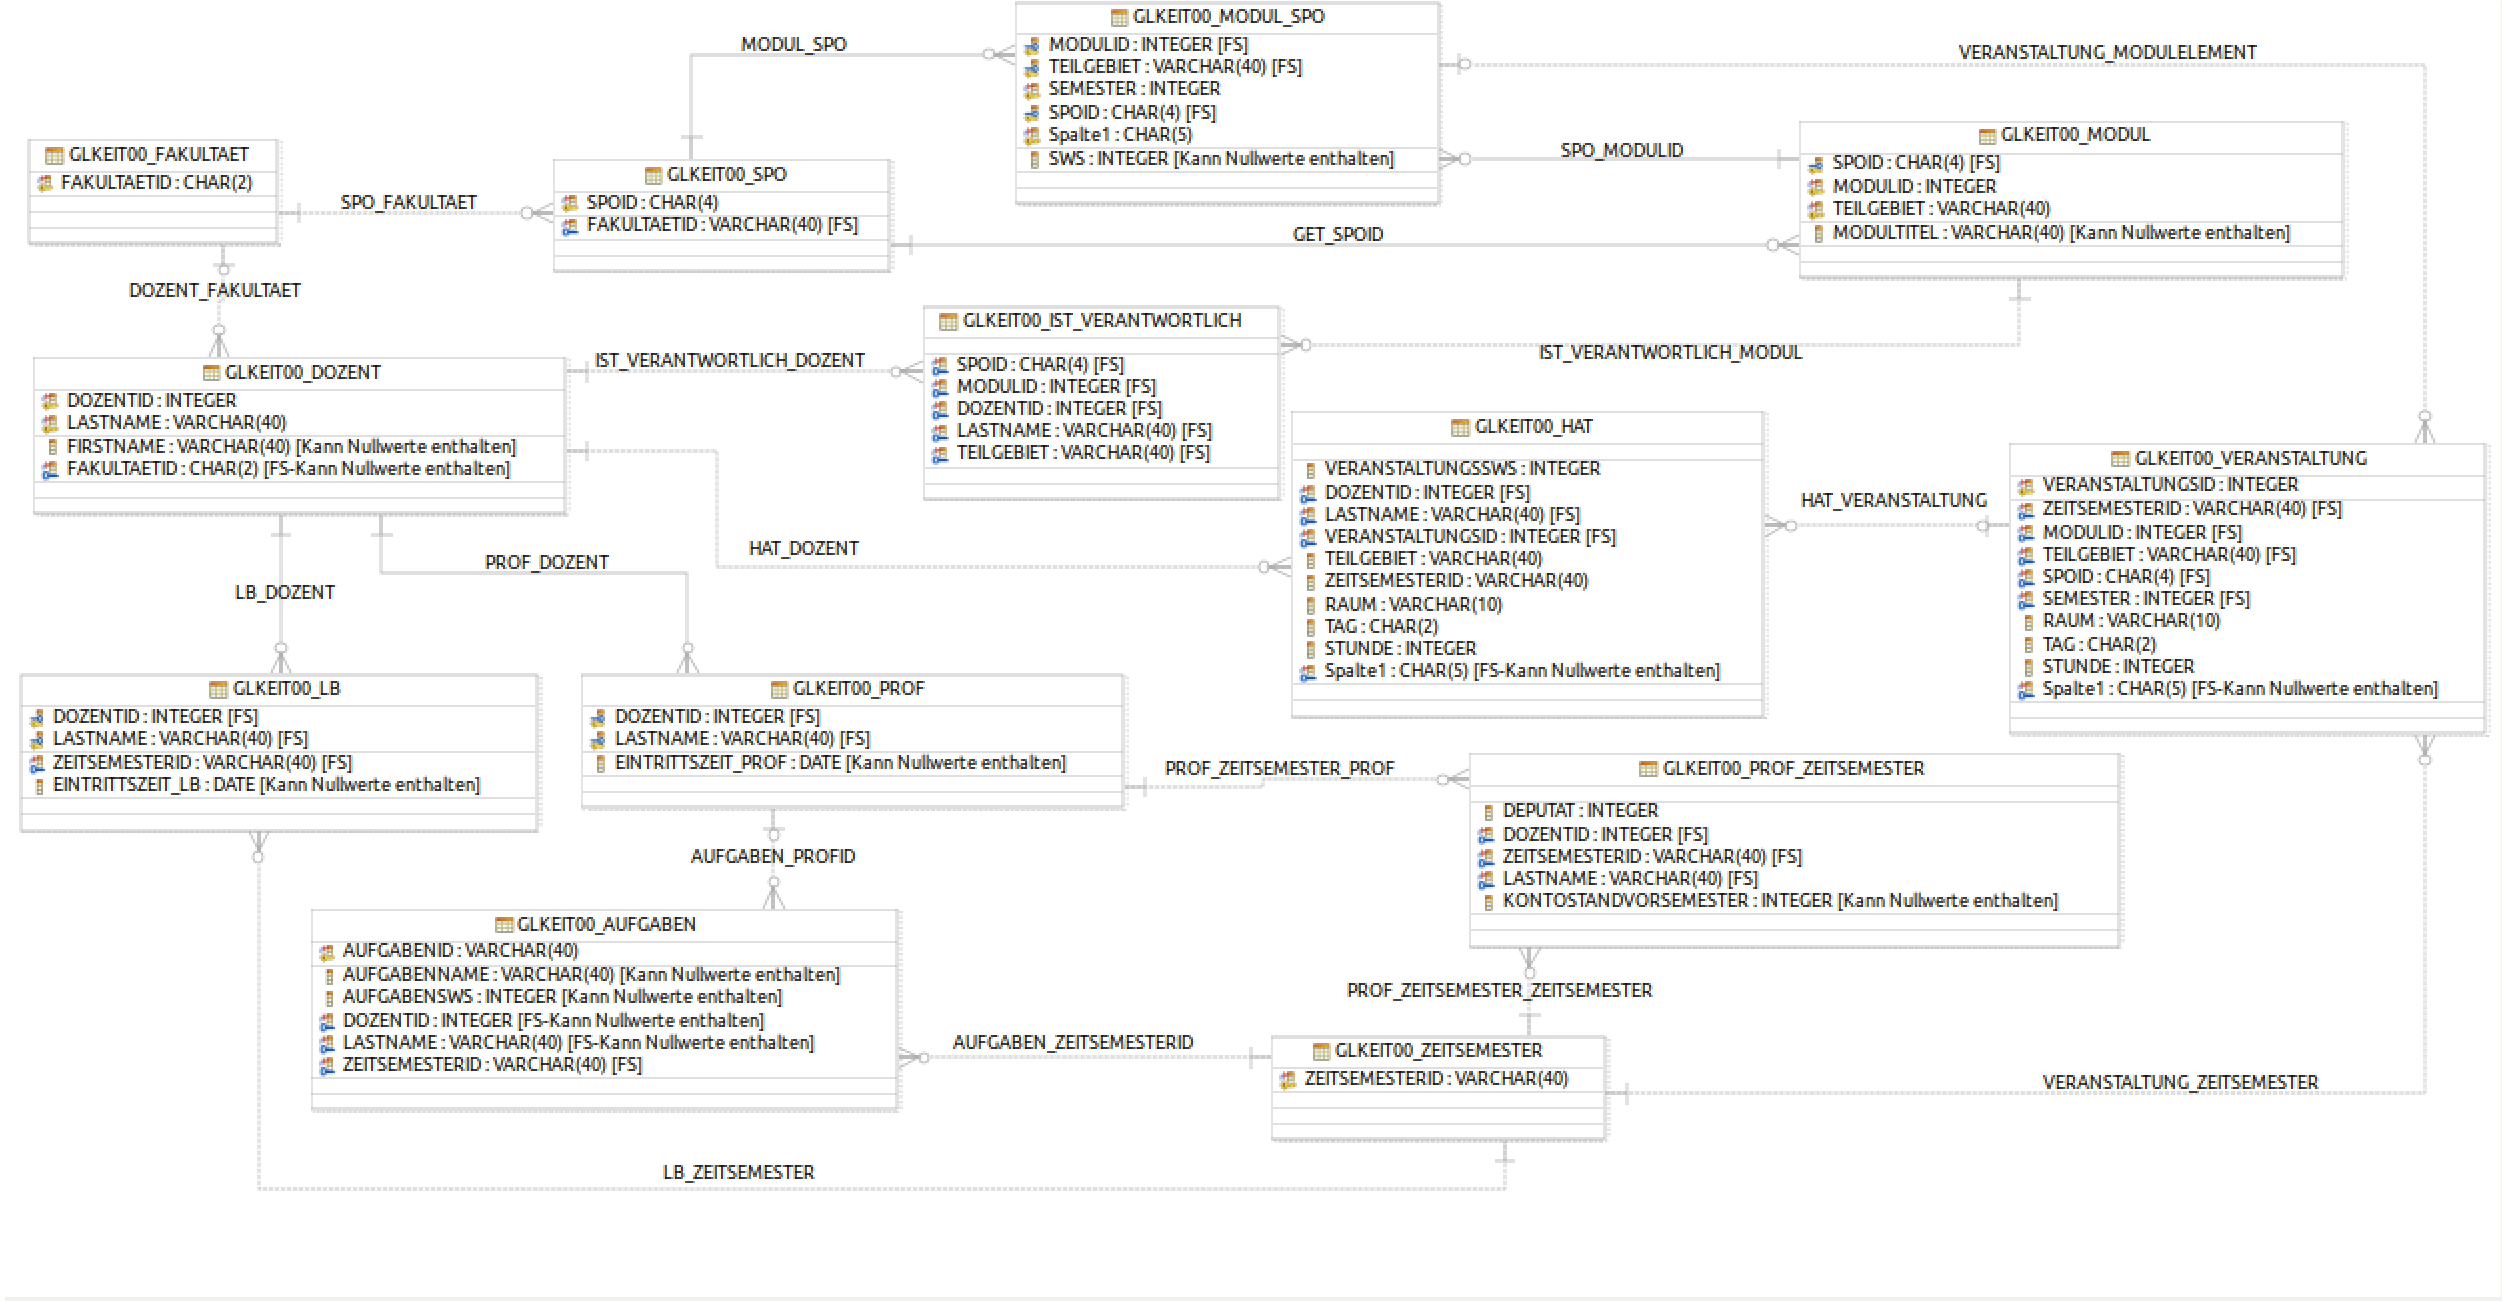 GLKEIT00_MODUL_SPO
MODULID : INTEGER [FS]
TEILGEBIET : VARCHAR(40) [FS]
SEMESTER : INTEGER
SPOID : CHAR(4) [FS]
Spalte1 : CHAR(5)
SWS : INTEGER [Kann Nullwerte enthalten]
MODUL_SPO
VERANSTALTUNG_MODULELEMENT
SPO_MODULID
GLKEIT00_MODUL
SPOID : CHAR(4) [FS]
MODULID : INTEGER
TEILGEBIET : VARCHAR(40)
MODULTITEL : VARCHAR(40) [Kann Nullwerte enthalten]
GLKEIT00_FAKULTAET
FAKULTAETID : CHAR(2)
SPO_FAKULTAET
GLKEIT00_SPO
SPOID : CHAR(4)
FAKULTAETID : VARCHAR(40) [FS]
GET_SPOID
DOZENT_FAKULTAET
GLKEIT00_DOZENT
DOZENTID : INTEGER
LASTNAME : VARCHAR(40)
FIRSTNAME : VARCHAR(40) [Kann Nullwerte enthalten]
FAKULTAETID : CHAR(2) [FS-Kann Nullwerte enthalten]
IST_VERANTWORTLICH_DOZENT
GLKEIT00_IST_VERANTWORTLICH
SPOID : CHAR(4) [FS]
MODULID : INTEGER [FS]
DOZENTID : INTEGER [FS]
LASTNAME : VARCHAR(40) [FS]
TEILGEBIET : VARCHAR(40) [FS]
IST_VERANTWORTLICH_MODUL
GLKEIT00_HAT
VERANSTALTUNGSSWS : INTEGER
DOZENTID : INTEGER [FS]
LASTNAME : VARCHAR(40) [FS]
VERANSTALTUNGSID : INTEGER [FS]
TEILGEBIET : VARCHAR(40)
ZEITSEMESTERID : VARCHAR(40)
RAUM : VARCHAR(10)
TAG : CHAR(2)
STUNDE : INTEGER
Spalte1 : CHAR(5) [FS-Kann Nullwerte enthalten]
HAT_VERANSTALTUNG
GLKEIT00_VERANSTALTUNG
VERANSTALTUNGSID : INTEGER
ZEITSEMESTERID : VARCHAR(40) [FS]
MODULID : INTEGER [FS]
TEILGEBIET : VARCHAR(40) [FS]
SPOID : CHAR(4) [FS]
SEMESTER : INTEGER [FS]
RAUM : VARCHAR(10)
TAG : CHAR(2)
STUNDE : INTEGER
Spalte1 : CHAR(5) [FS-Kann Nullwerte enthalten]
HAT_DOZENT
PROF_DOZENT
LB_DOZENT
GLKEIT00_LB
DOZENTID : INTEGER [FS]
LASTNAME : VARCHAR(40) [FS]
ZEITSEMESTERID : VARCHAR(40) [FS]
EINTRITTSZEIT_LB : DATE [Kann Nullwerte enthalten]
GLKEIT00_PROF
DOZENTID : INTEGER [FS]
LASTNAME : VARCHAR(40) [FS]
EINTRITTSZEIT_PROF : DATE [Kann Nullwerte enthalten]
PROF_ZEITSEMESTER_PROF
GLKEIT00_PROF_ZEITSEMESTER
DEPUTAT : INTEGER
DOZENTID : INTEGER [FS]
ZEITSEMESTERID : VARCHAR(40) [FS]
LASTNAME : VARCHAR(40) [FS]
KONTOSTANDVORSEMESTER : INTEGER [Kann Nullwerte enthalten]
AUFGABEN_PROFID
GLKEIT00_AUFGABEN
AUFGABENID : VARCHAR(40)
AUFGABENNAME : VARCHAR(40) [Kann Nullwerte enthalten]
AUFGABENSWS : INTEGER [Kann Nullwerte enthalten]
DOZENTID : INTEGER [FS-Kann Nullwerte enthalten]
LASTNAME : VARCHAR(40) [FS-Kann Nullwerte enthalten]
ZEITSEMESTERID : VARCHAR(40) [FS]
PROF_ZEITSEMESTER_ZEITSEMESTER
AUFGABEN_ZEITSEMESTERID
GLKEIT00_ZEITSEMESTER
ZEITSEMESTERID : VARCHAR(40)
VERANSTALTUNG_ZEITSEMESTER
LB_ZEITSEMESTER